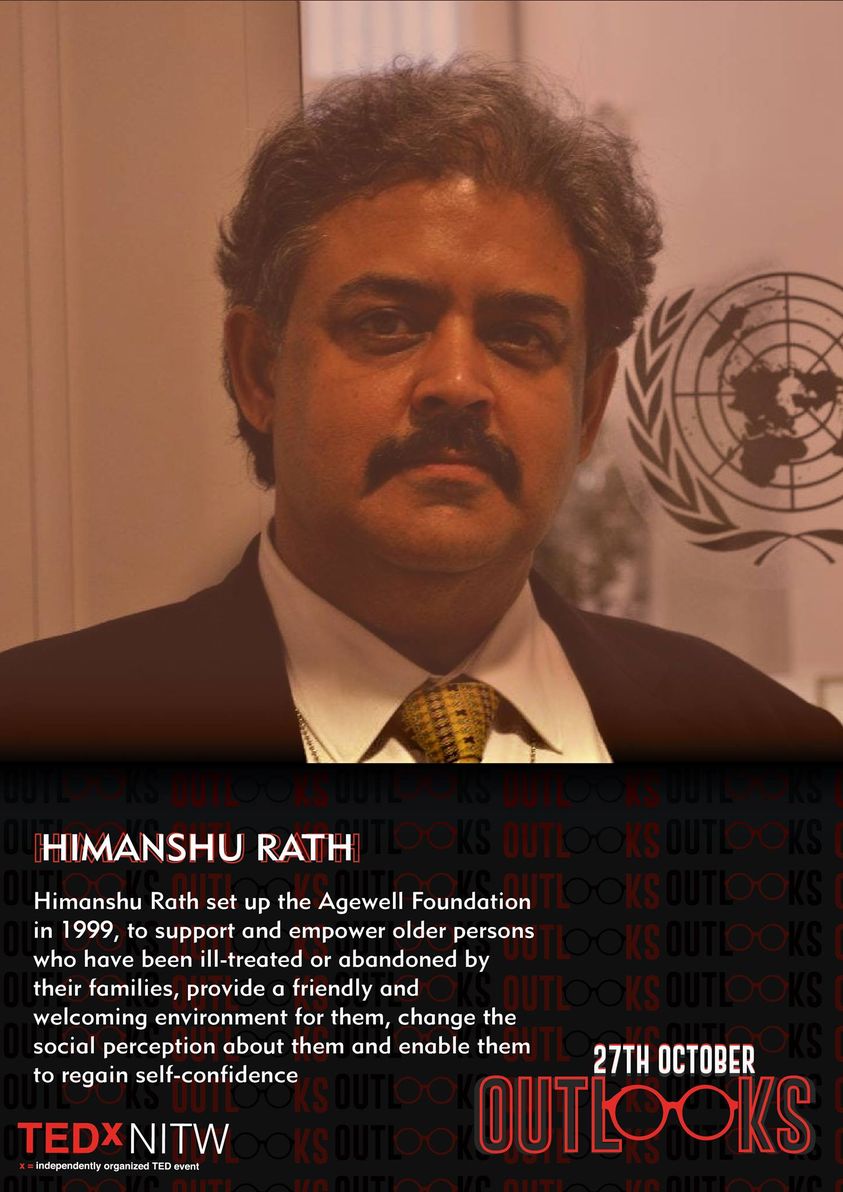 HIMANSHU RATH
Himanshu Rath set up the Agewell Foundation
in 1999, to support and empower older persons
who have been ill-treated or abandoned by
their families, provide a friendly and
welcoming environment for them, change the
social perception about them and enable them
to regain self-confidence
27TH OCTOBER
OUTLOOKS
TEDxNITW
x = independently organized TED event